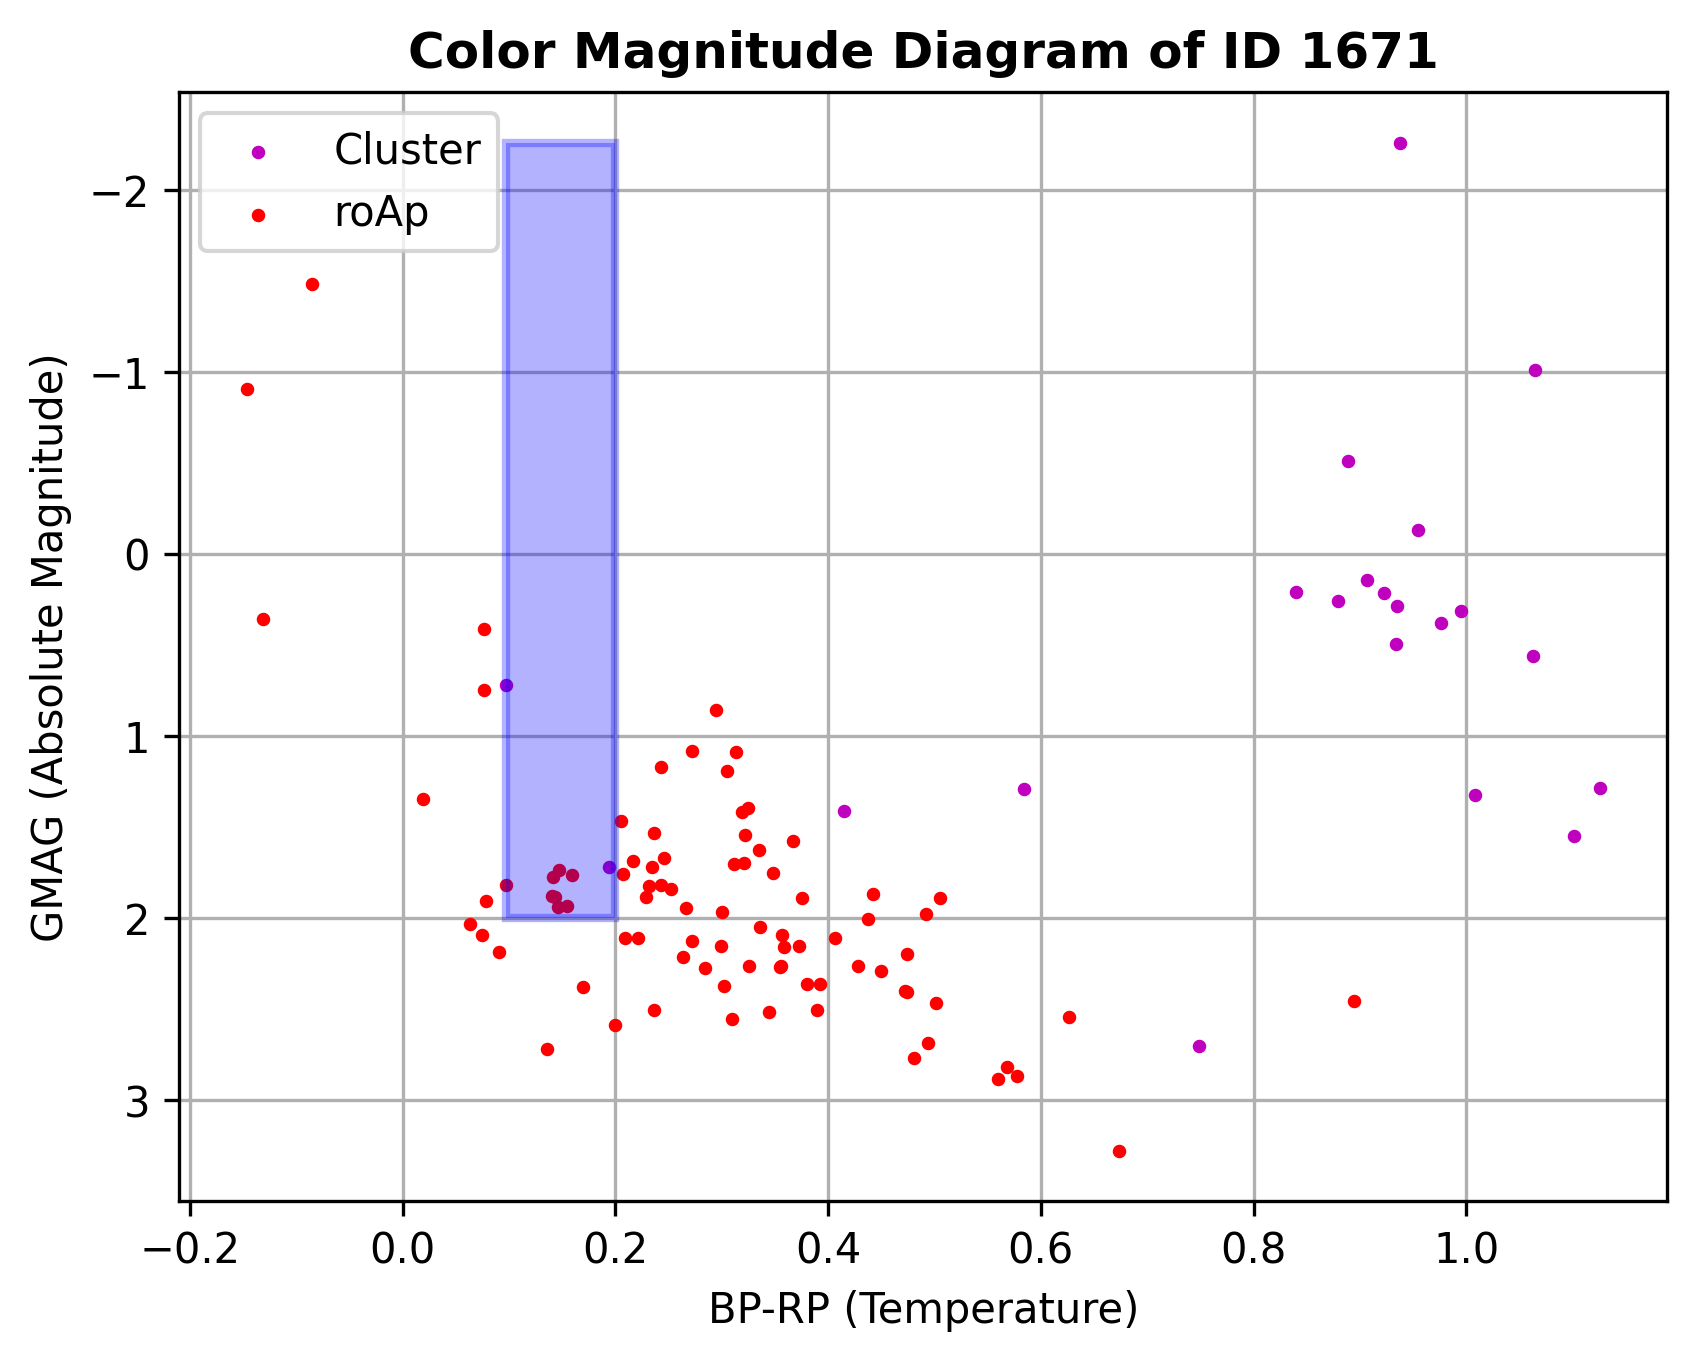 Color Magnitude Diagram of ID 1671
Cluster
roAp
−2
−1
0
1
2
3
GMAG (Absolute Magnitude)
−0.2 0.0 0.2 0.4 0.6 0.8 1.0
BP-RP (Temperature)